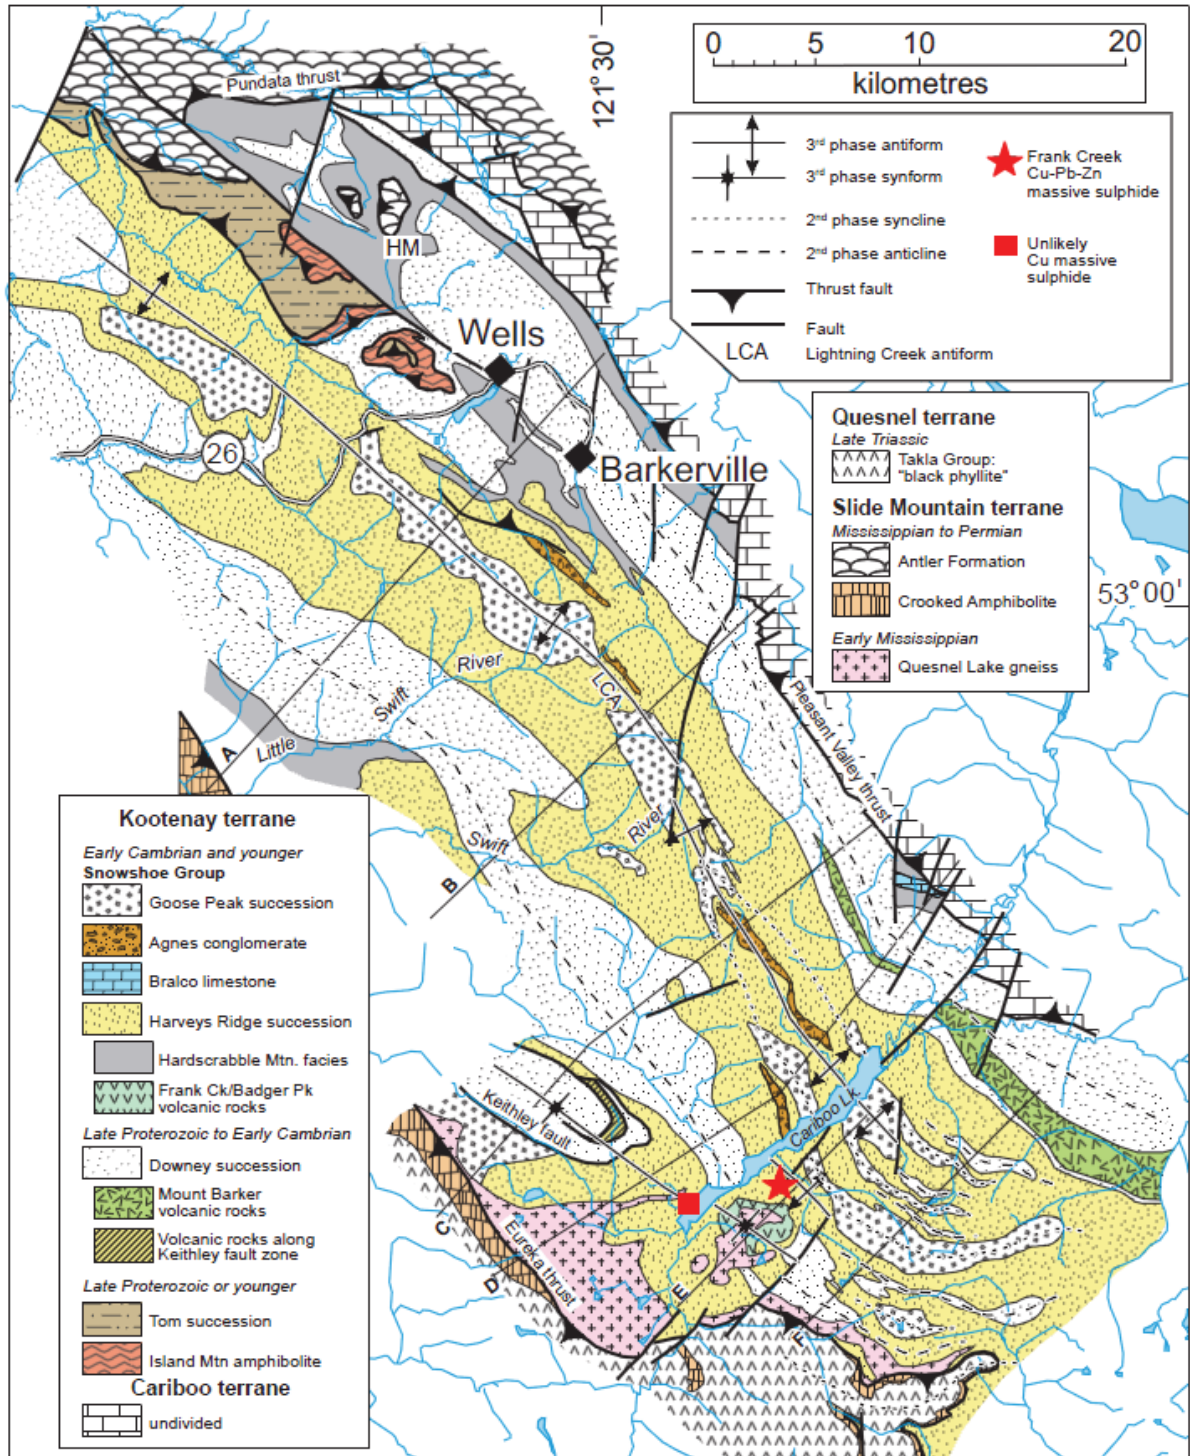 121° 30'
0 5 10 20
kilometres
3rd phase antiform
3rd phase synform
2nd phase syncline
2nd phase anticline
Thrust fault
Fault
LCA Lightning Creek antiform
Frank Creek
Cu-Pb-Zn
massive sulphide
Unlikely
Cu massive
sulphide
Pundata thrust
HM
Wells
26
Barkerville
Quesnel terrane
Late Triassic
Takla Group:
"black phyllite"
Slide Mountain terrane
Mississippian to Permian
Antler Formation
Crooked Amphibolite
Early Mississippian
Quesnel Lake gneiss
53° 00'
River
Swift
Little
LCA
Pleasant Valley thrust
A
River
Swift
B
Kootenay terrane
Early Cambrian and younger
Snowshoe Group
Goose Peak succession
Agnes conglomerate
Bralco limestone
Harveys Ridge succession
Hardscrabble Mtn. facies
Frank Ck/Badger Pk
volcanic rocks
Late Proterozoic to Early Cambrian
Downey succession
Mount Barker
volcanic rocks
Volcanic rocks along
Keithley fault zone
Late Proterozoic or younger
Tom succession
Island Mtn amphibolite
Cariboo terrane
undivided
Keithley fault
Cariboo Lk.
C
D
Eureka thrust
E
F